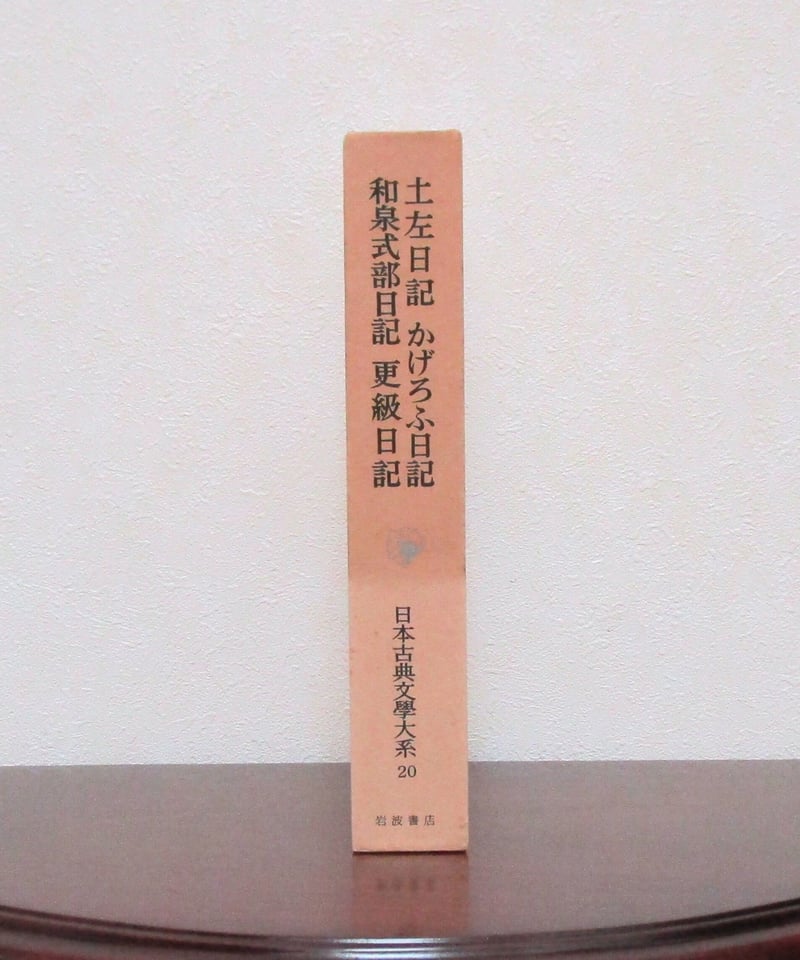 土左日記 かげろふ日記
和泉式部日記 更級日記
日本古典文學大系 20
岩波書店